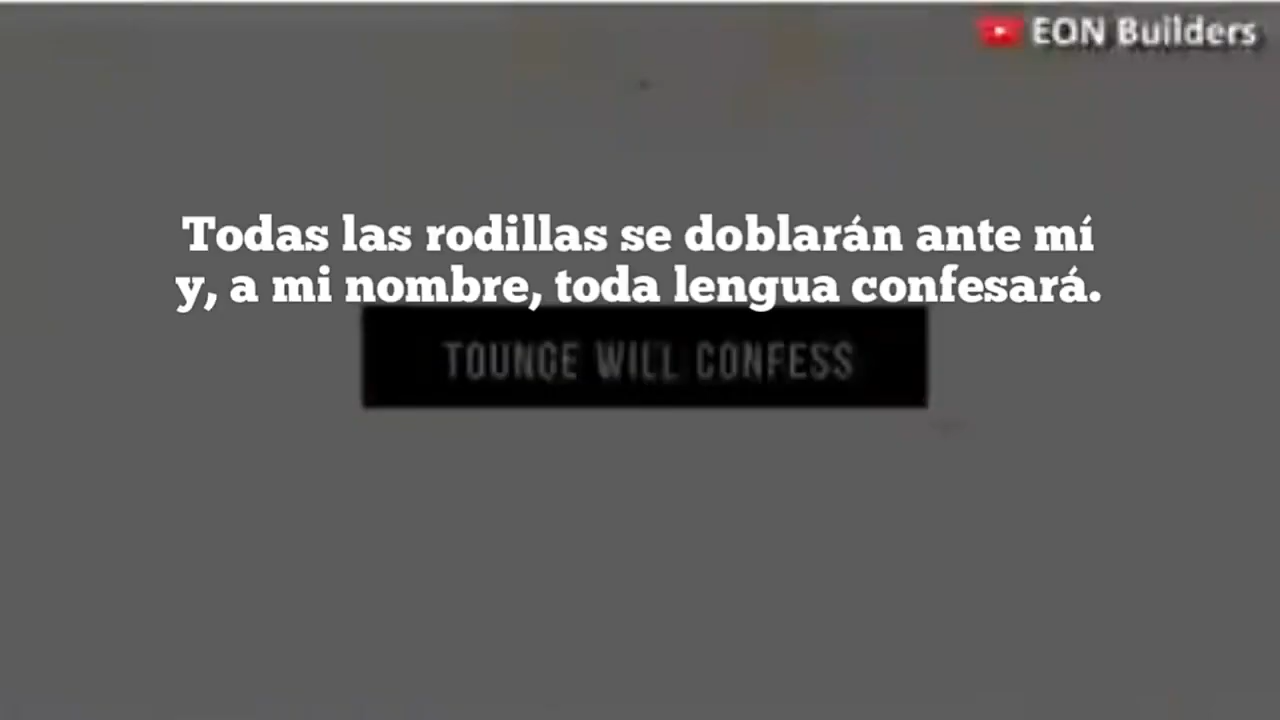 EON Builders
Todas las rodillas se doblarán ante mí
y, a mi nombre, toda lengua confesará.
TOUNGE WILL CONFESS